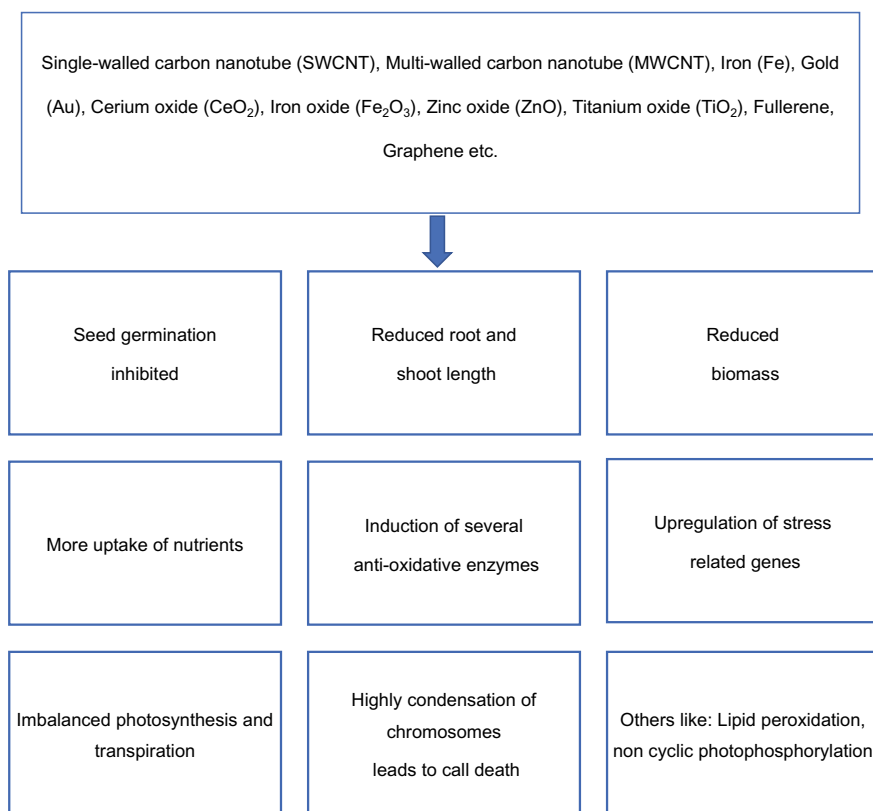 Single-walled carbon nanotube (SWCNT), Multi-walled carbon nanotube (MWCNT), Iron (Fe), Gold
(Au), Cerium oxide (CeO₂), Iron oxide (Fe₂O₃), Zinc oxide (ZnO), Titanium oxide (TiO₂), Fullerene,
Graphene etc.
Seed germination
inhibited
Reduced root and
shoot length
Reduced
biomass
More uptake of nutrients
Induction of several
anti-oxidative enzymes
Upregulation of stress
related genes
Imbalanced photosynthesis and
transpiration
Highly condensation of
chromosomes
leads to call death
Others like: Lipid peroxidation,
non cyclic photophosphorylation